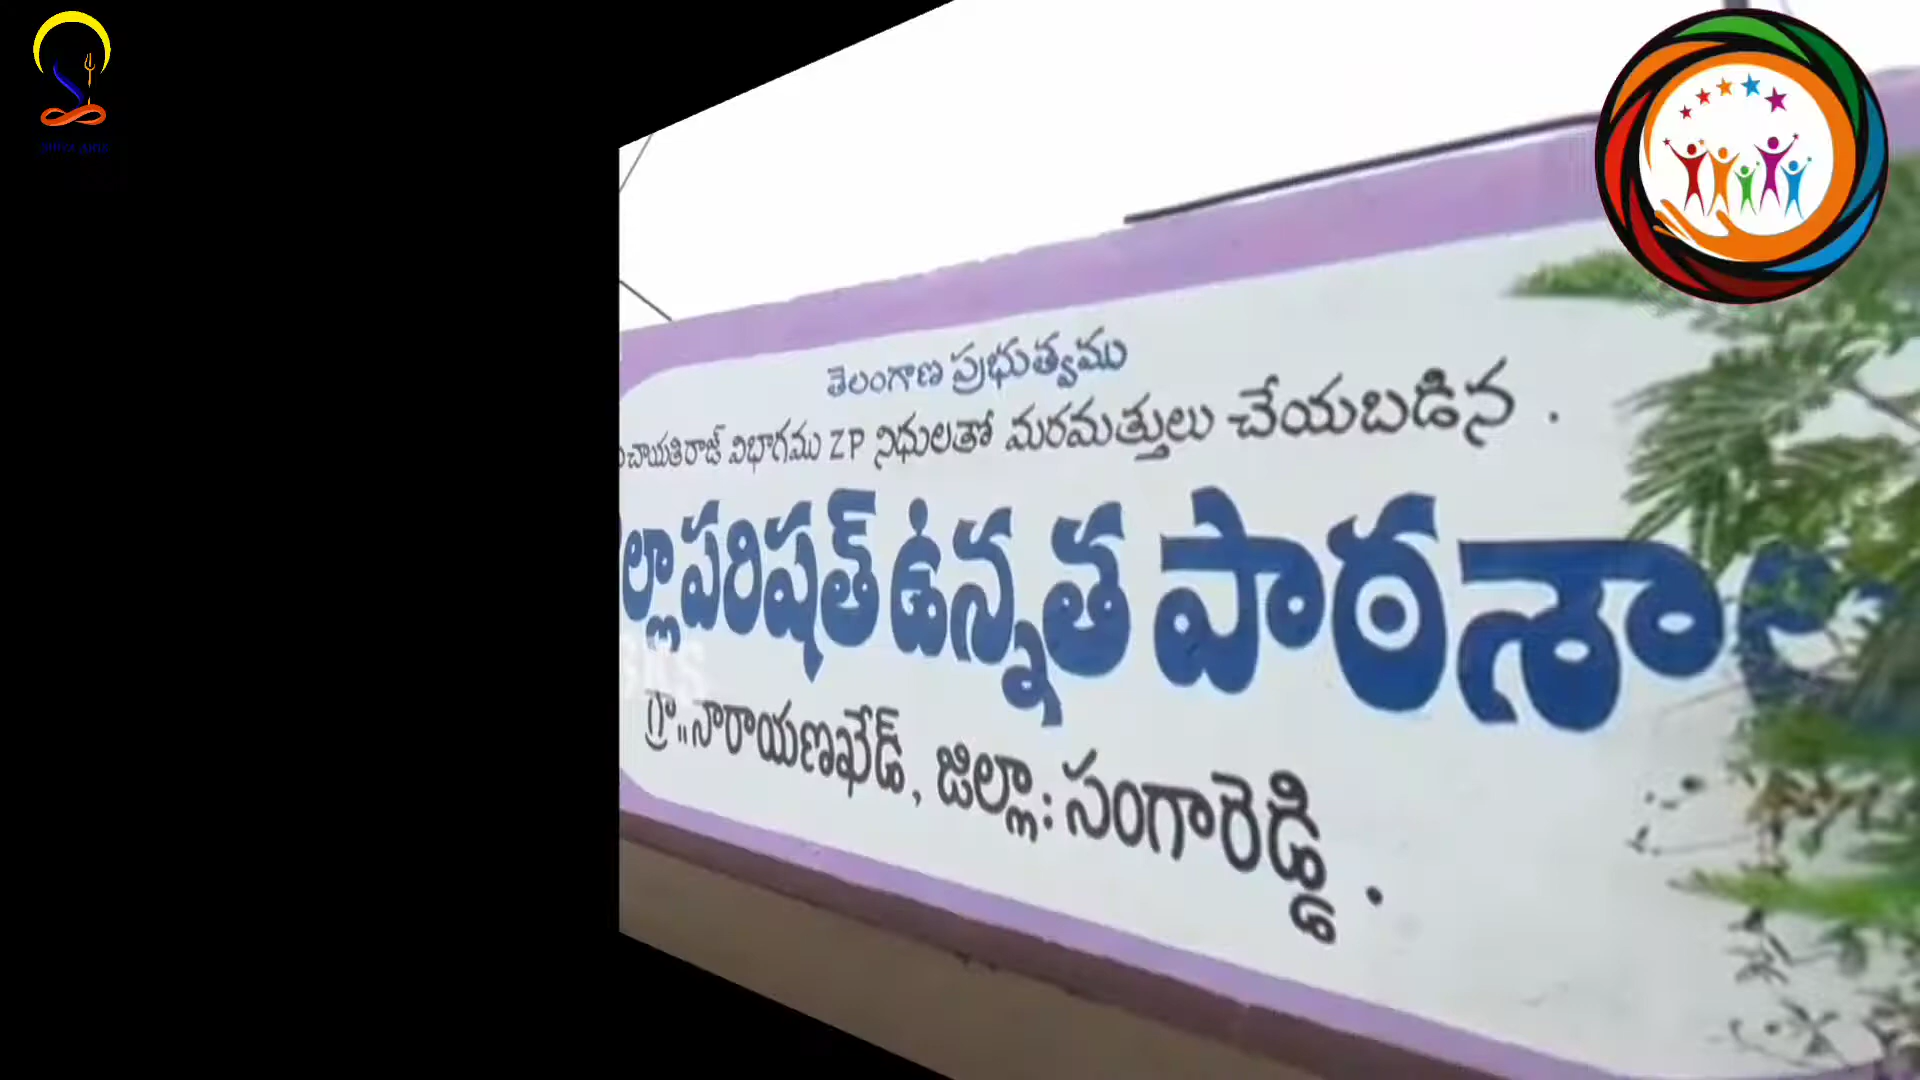 తెలంగాణ ప్రభుత్వము
విభాగము ZP నిధులతో మరమత్తులు చేయబడిన .
పరిషత్ ఉన్నత పాఠశాల
గ్రా,, నారాయణఖేడ్, జిల్లా: సంగారెడ్డి .